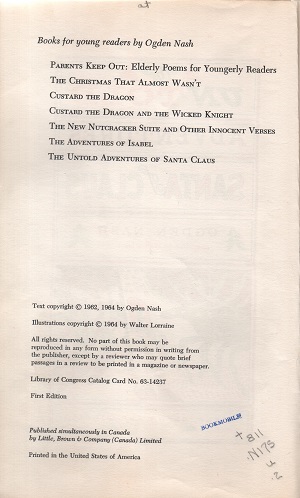 at
Books for young readers by Ogden Nash
PARENTS KEEP OUT: Elderly Poems for Youngerly Readers
THE CHRISTMAS THAT ALMOST WASN'T
CUSTARD THE DRAGON
CUSTARD THE DRAGON AND THE WICKED KNIGHT
THE NEW NUTCRACKER SUITE AND OTHER INNOCENT VERSES
THE ADVENTURES OF ISABEL
THE UNTOLD ADVENTURES OF SANTA CLAUS
Text copyright © 1962, 1964 by Ogden Nash
Illustrations copyright © 1964 by Walter Lorraine
All rights reserved. No part of this book may be
reproduced in any form without permission in writing from
the publisher, except by a reviewer who may quote brief
passages in a review to be printed in a magazine or newspaper.
Library of Congress Catalog Card No. 63-14237
First Edition
BOOKMOBILE
Published simultaneously in Canada
by Little, Brown & Company (Canada) Limited
Printed in the United States of America
+ 811
.N175
u
.2